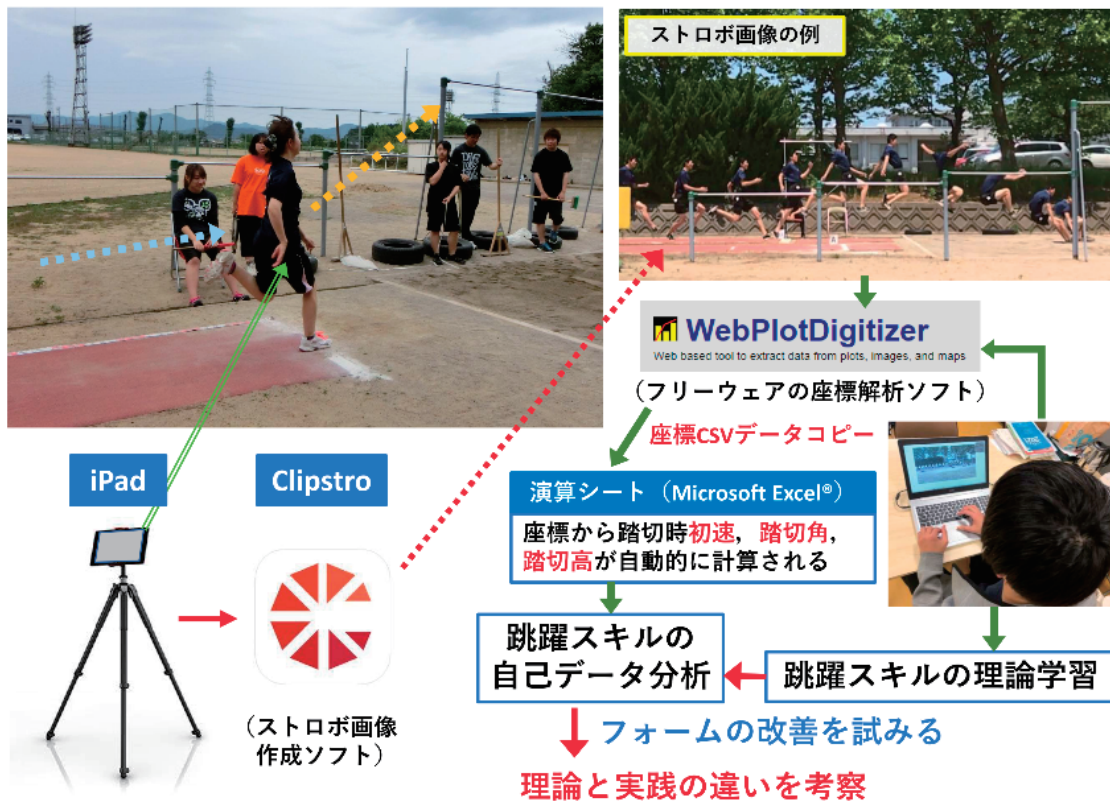 ストロボ画像の例
WebPlotDigitizer
Web based tool to extract data from plots, images, and maps
（フリーウェアの座標解析ソフト）
座標CSVデータコピー
iPad
Clipstro
演算シート（Microsoft Excel®）
座標から踏切時初速，踏切角，
踏切高が自動的に計算される
跳躍スキルの
自己データ分析
跳躍スキルの理論学習
（ストロボ画像
作成ソフト）
フォームの改善を試みる
理論と実践の違いを考察